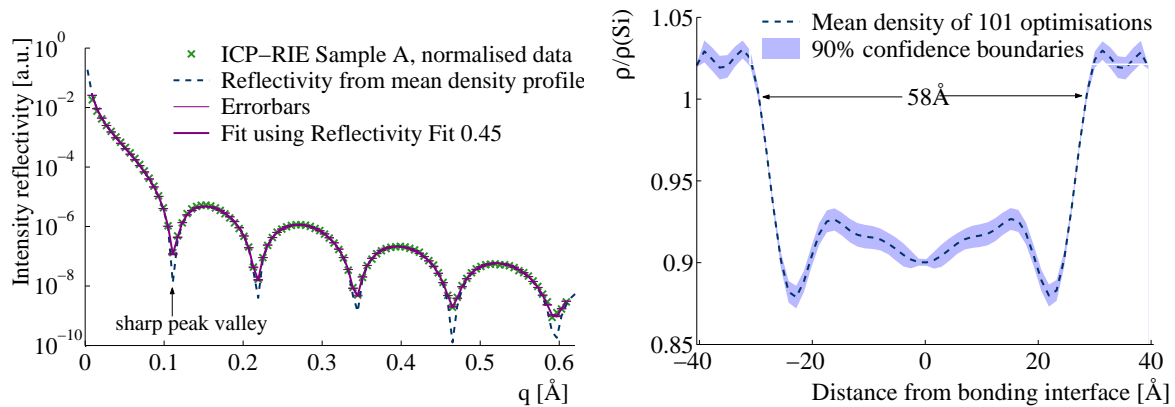 Intensity reflectivity [a.u.]
10^0
10^-2
10^-4
10^-6
10^-8
10^-10
ICP-RIE Sample A, normalised data
Reflectivity from mean density profile
Errorbars
Fit using Reflectivity Fit 0.45
sharp peak valley
0 0.1 0.2 0.3 0.4 0.5 0.6
q [Å]
ρ/ρ(Si)
1
0.95
0.9
0.85
Mean density of 101 optimisations
90% confidence boundaries
58Å
−40 −20 0 20 40
Distance from bonding interface [Å]